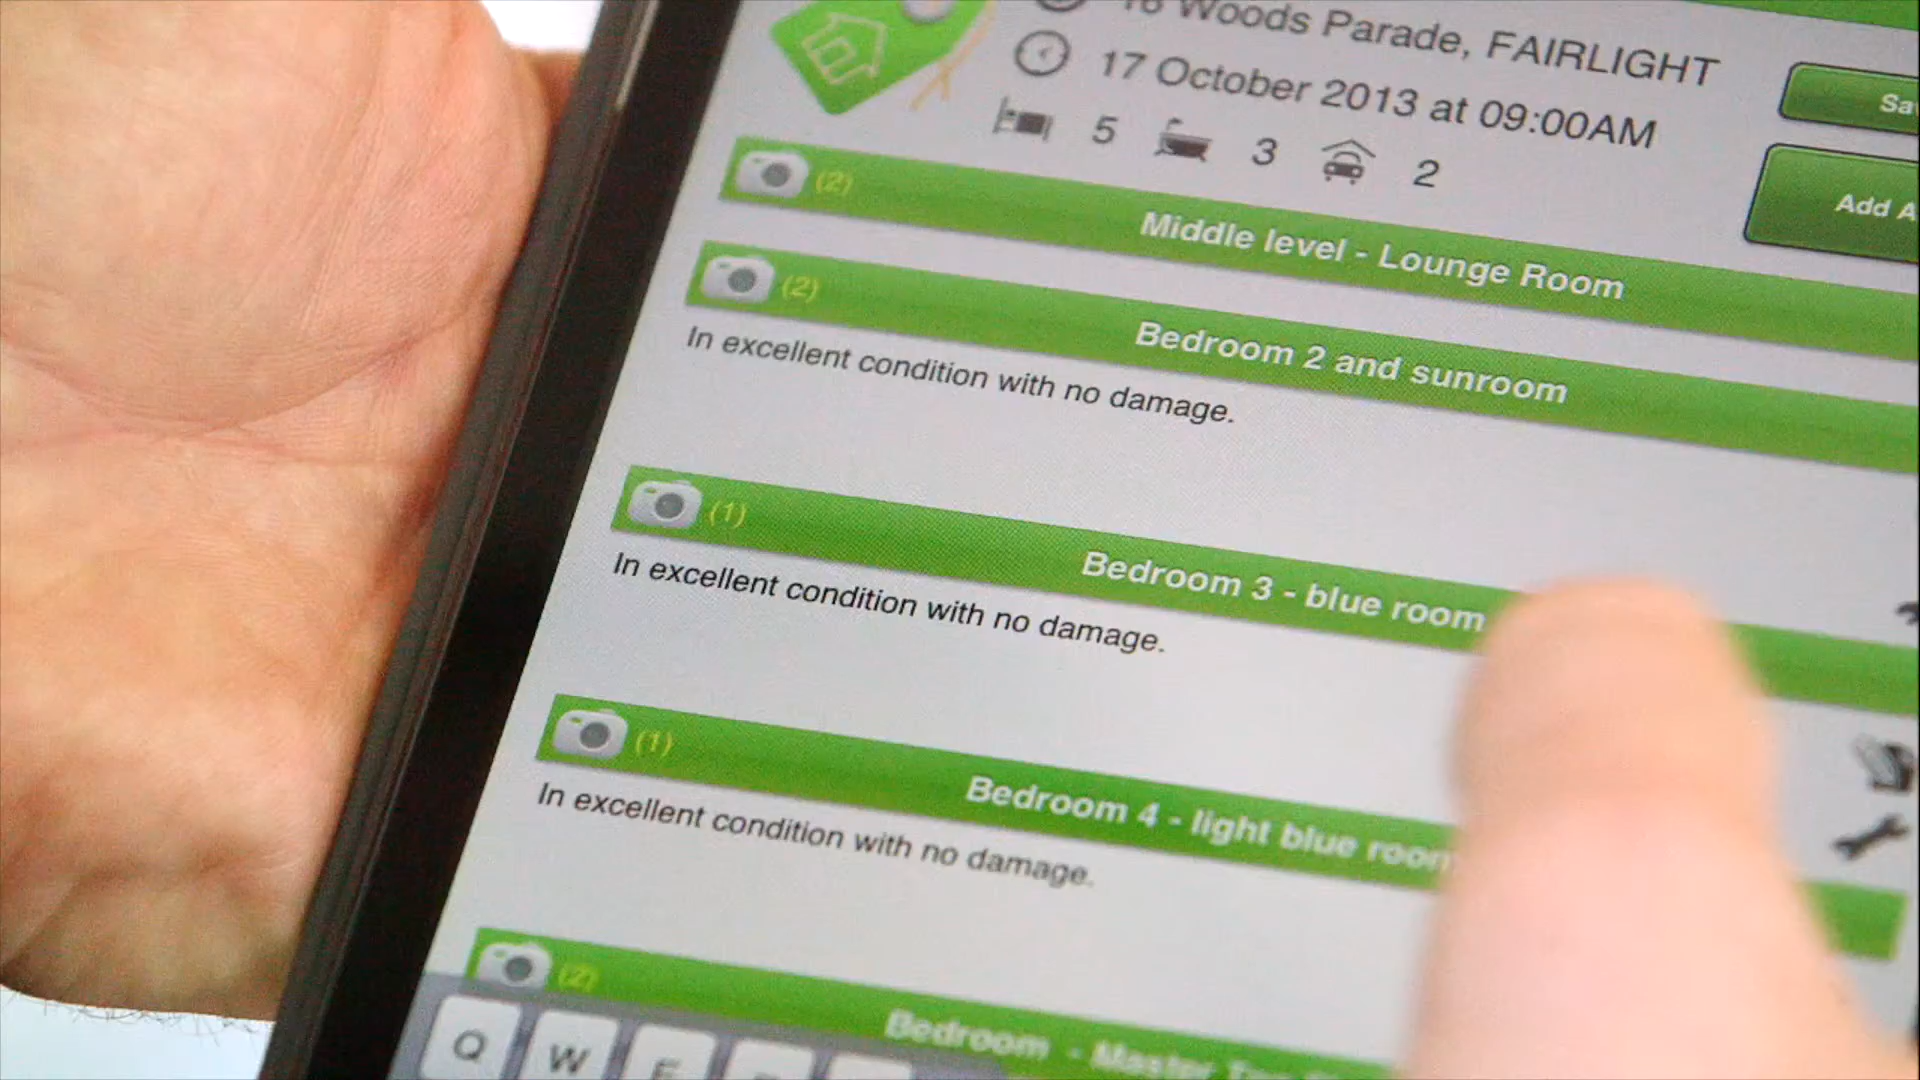 Woods Parade, FAIRLIGHT
17 October 2013 at 09:00AM
5 3 2
Add
(2)
Middle level - Lounge Room
(2)
Bedroom 2 and sunroom
In excellent condition with no damage.
(1)
Bedroom 3 - blue room
In excellent condition with no damage.
(1)
Bedroom 4 - light blue room
In excellent condition with no damage.
(2)
Bedroom - Master
Q W E